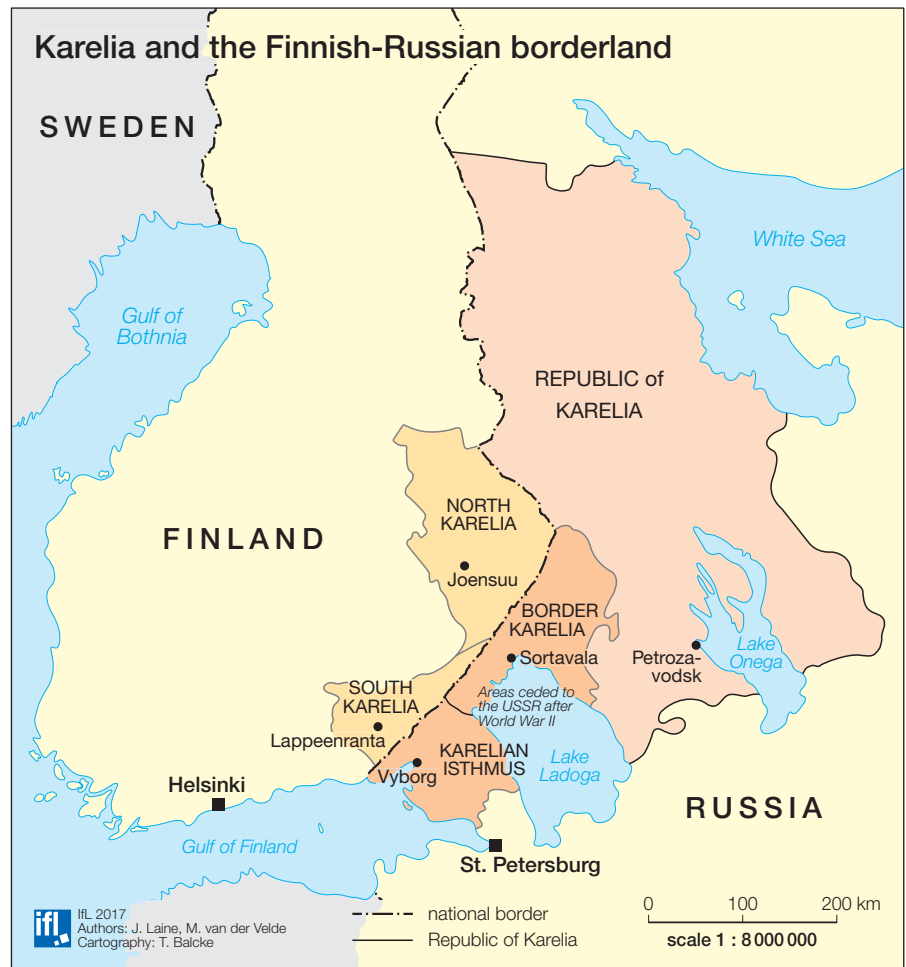 Karelia and the Finnish-Russian borderland
SWEDEN
White Sea
Gulf of
Bothnia
REPUBLIC of
KARELIA
NORTH
KARELIA
FINLAND
Joensuu
BORDER
KARELIA
Sortavala
Petroza-
vodsk
Lake
Onega
SOUTH
KARELIA
Areas ceded to
the USSR after
World War II
Lappeenranta
KARELIAN
ISTHMUS
Vyborg
Lake
Ladoga
Helsinki
RUSSIA
Gulf of Finland
St. Petersburg
ifl
IfL 2017
Authors: J. Laine, M. van der Velde
Cartography: T. Balcke
national border
Republic of Karelia
0 100 200 km
scale 1 : 8 000 000